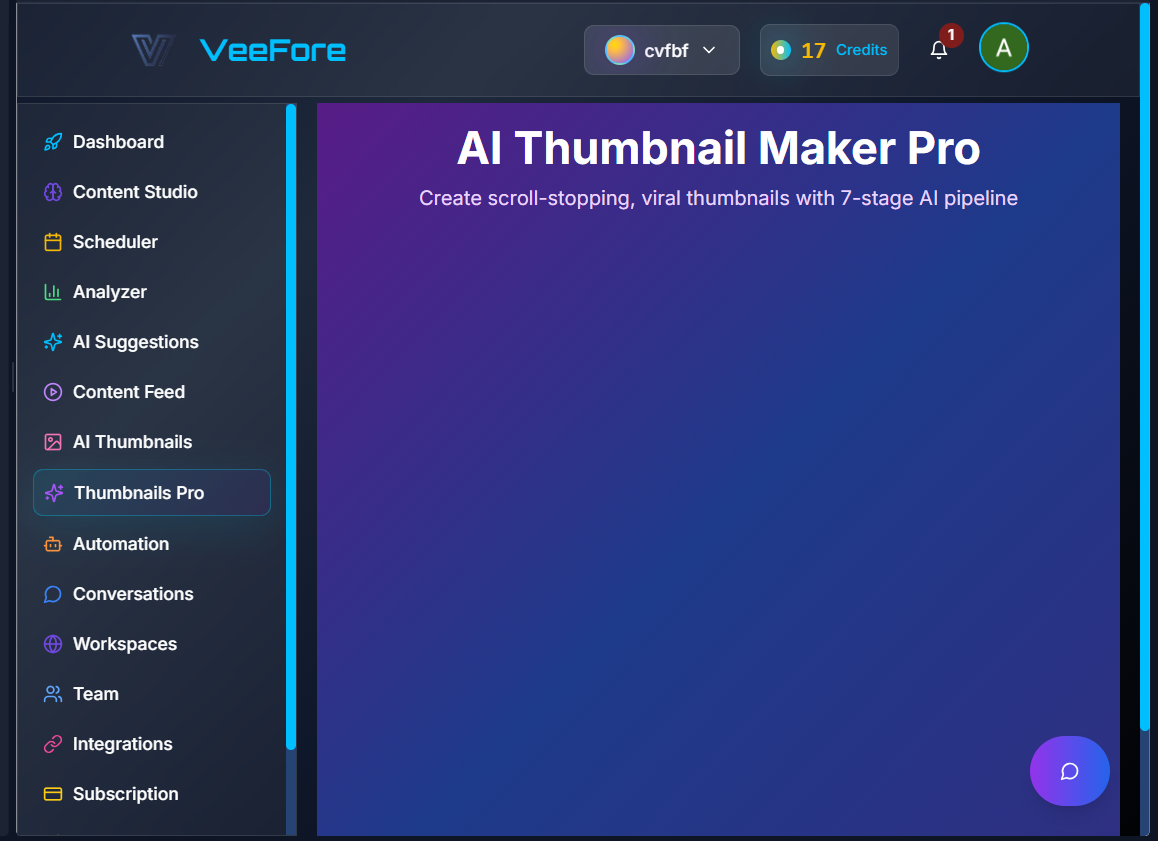 VeeFore
cvfbf
17 Credits
1
A
Dashboard
Content Studio
Scheduler
Analyzer
AI Suggestions
Content Feed
AI Thumbnails
Thumbnails Pro
Automation
Conversations
Workspaces
Team
Integrations
Subscription
AI Thumbnail Maker Pro
Create scroll-stopping, viral thumbnails with 7-stage AI pipeline